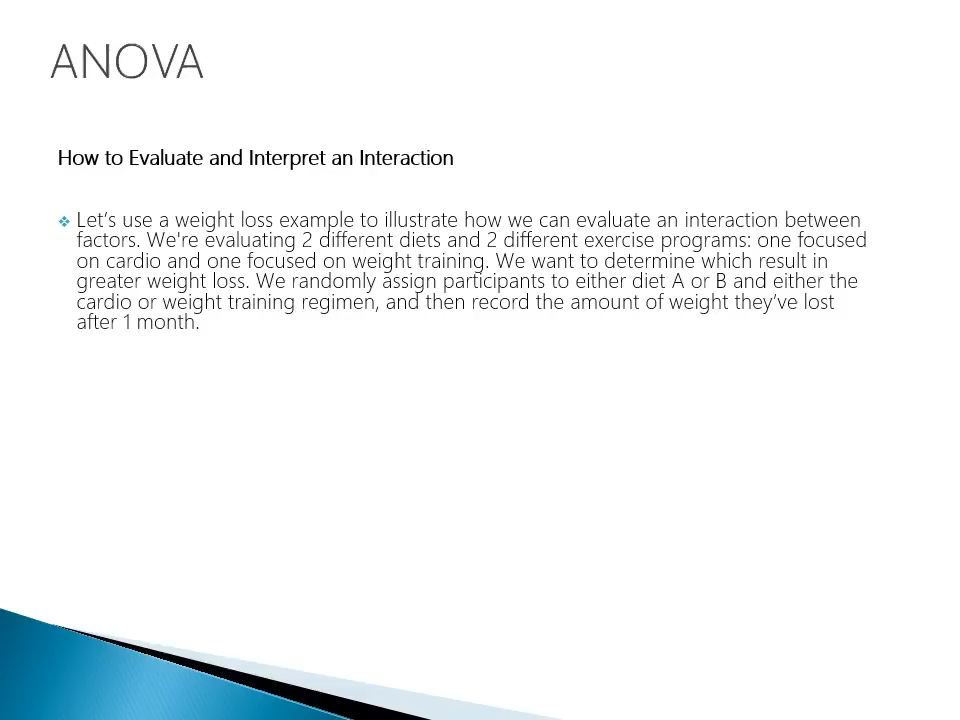 ANOVA
How to Evaluate and Interpret an Interaction
❖ Let‘s use a weight loss example to illustrate how we can evaluate an interaction between
factors. We're evaluating 2 different diets and 2 different exercise programs: one focused
on cardio and one focused on weight training. We want to determine which result in
greater weight loss. We randomly assign participants to either diet A or B and either the
cardio or weight training regimen, and then record the amount of weight they’ve lost
after 1 month.